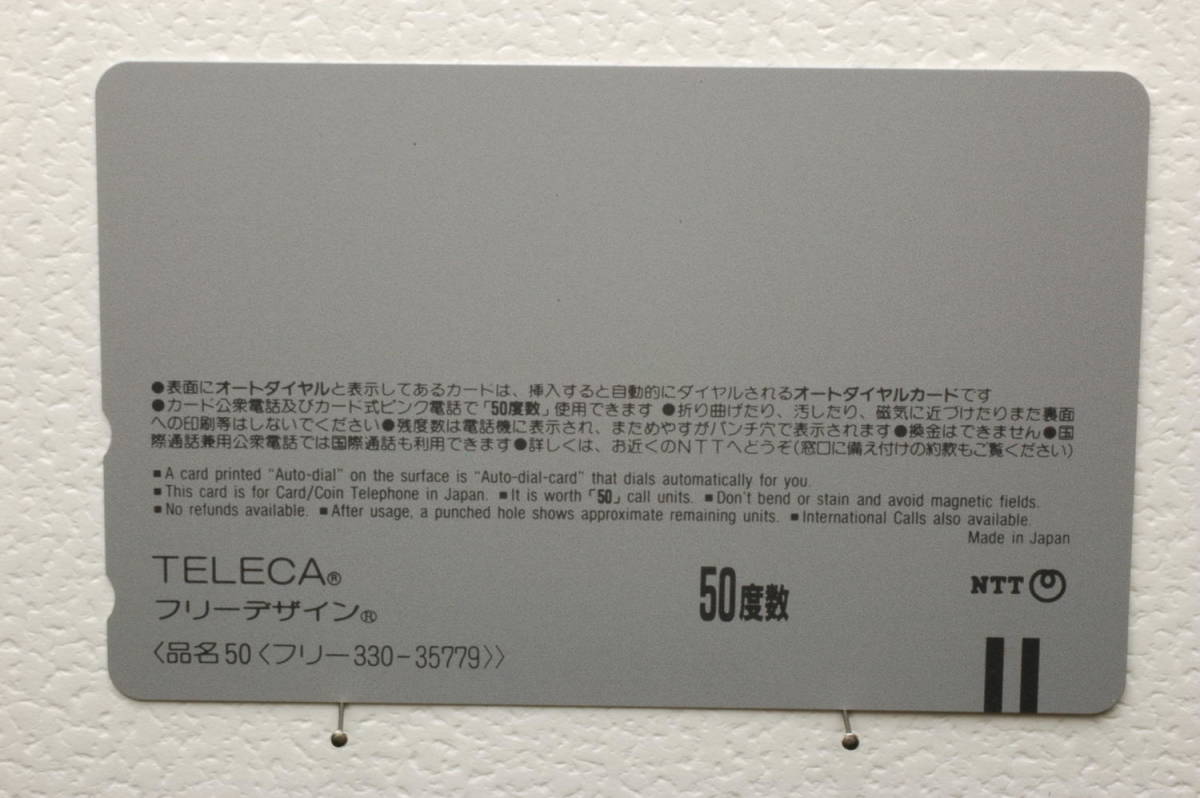 ●表面にオートダイヤルと表示してあるカードは、挿入すると自動的にダイヤルされるオートダイヤルカードです
●カード公衆電話及びカード式ピンク電話で「50度数」使用できます ●折り曲げたり、汚したり、磁気に近づけたりまた裏面
への印刷等はしないでください●残度数は電話機に表示され、まためやすがパンチ穴で表示されます●換金はできません●国
際通話兼用公衆電話では国際通話も利用できます●詳しくは、お近くのNTTへどうぞ(窓口に備え付けの約款もご覧ください)
■A card printed "Auto-dial" on the surface is "Auto-dial-card" that dials automatically for you.
■This card is for Card/Coin Telephone in Japan. ■It is worth「50」call units. ■Don't bend or stain and avoid magnetic fields.
■No refunds available. ■After usage, a punched hole shows approximate remaining units. ■International Calls also available.
Made in Japan
TELECA®
フリーデザイン®
50度数
NTT
〈品名50〈フリー330-35779〉〉